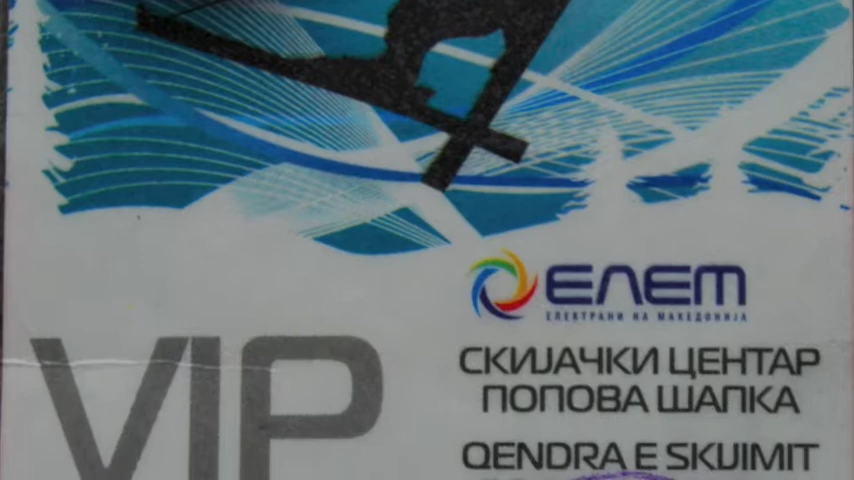 ЕЛЕМ
ЕЛЕКТРАНИ НА МАКЕДОНИЈА
VIP
СКИЈАЧКИ ЦЕНТАР
ПОПОВА ШАПКА
QENDRA E SKIJIMIT